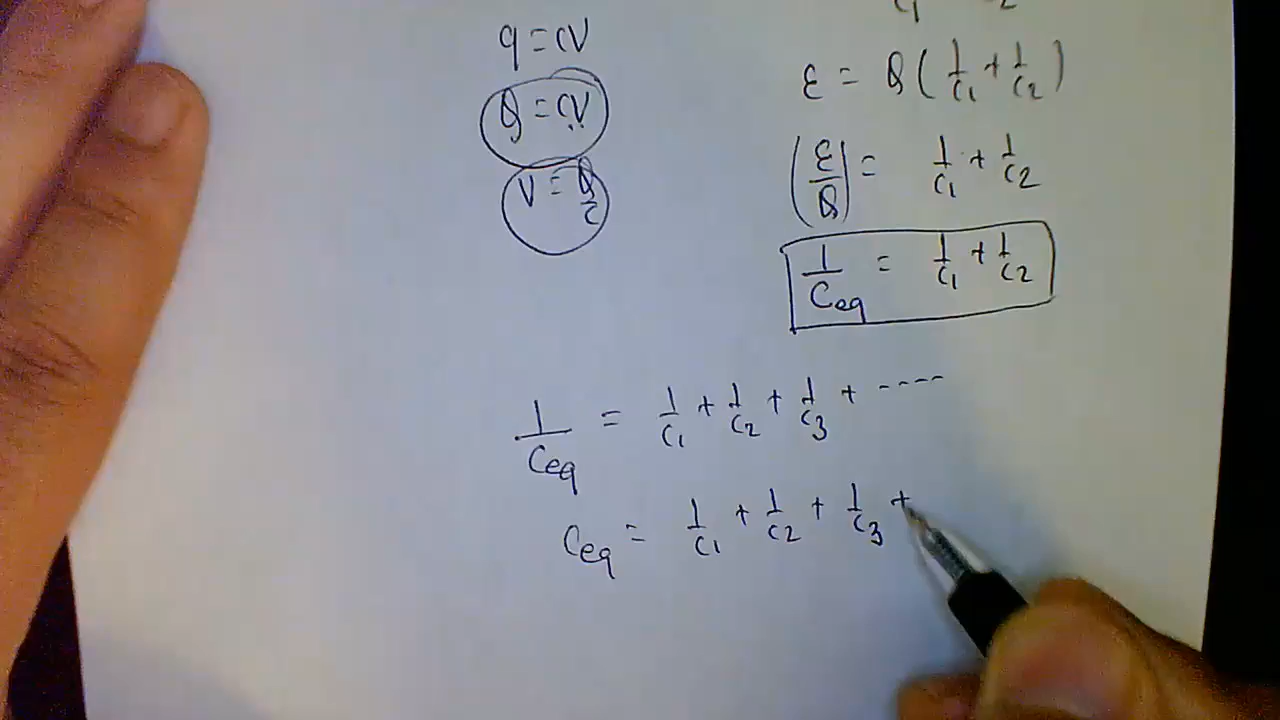 q = CV
Q = CV
V = Q/C
ε = Q ( 1/C1 + 1/C2 )
ε/Q = 1/C1 + 1/C2
1/Ceq = 1/C1 + 1/C2
1/Ceq = 1/C1 + 1/C2 + 1/C3 + ----
Ceq = 1/C1 + 1/C2 + 1/C3 +